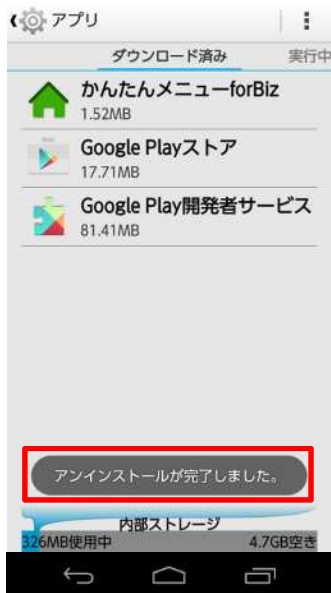 アプリ
ダウンロード済み 実行中
かんたんメニューforBiz
1.52MB
Google Playストア
17.71MB
Google Play開発者サービス
81.41MB
アンインストールが完了しました。
内部ストレージ
326MB使用中 4.7GB空き